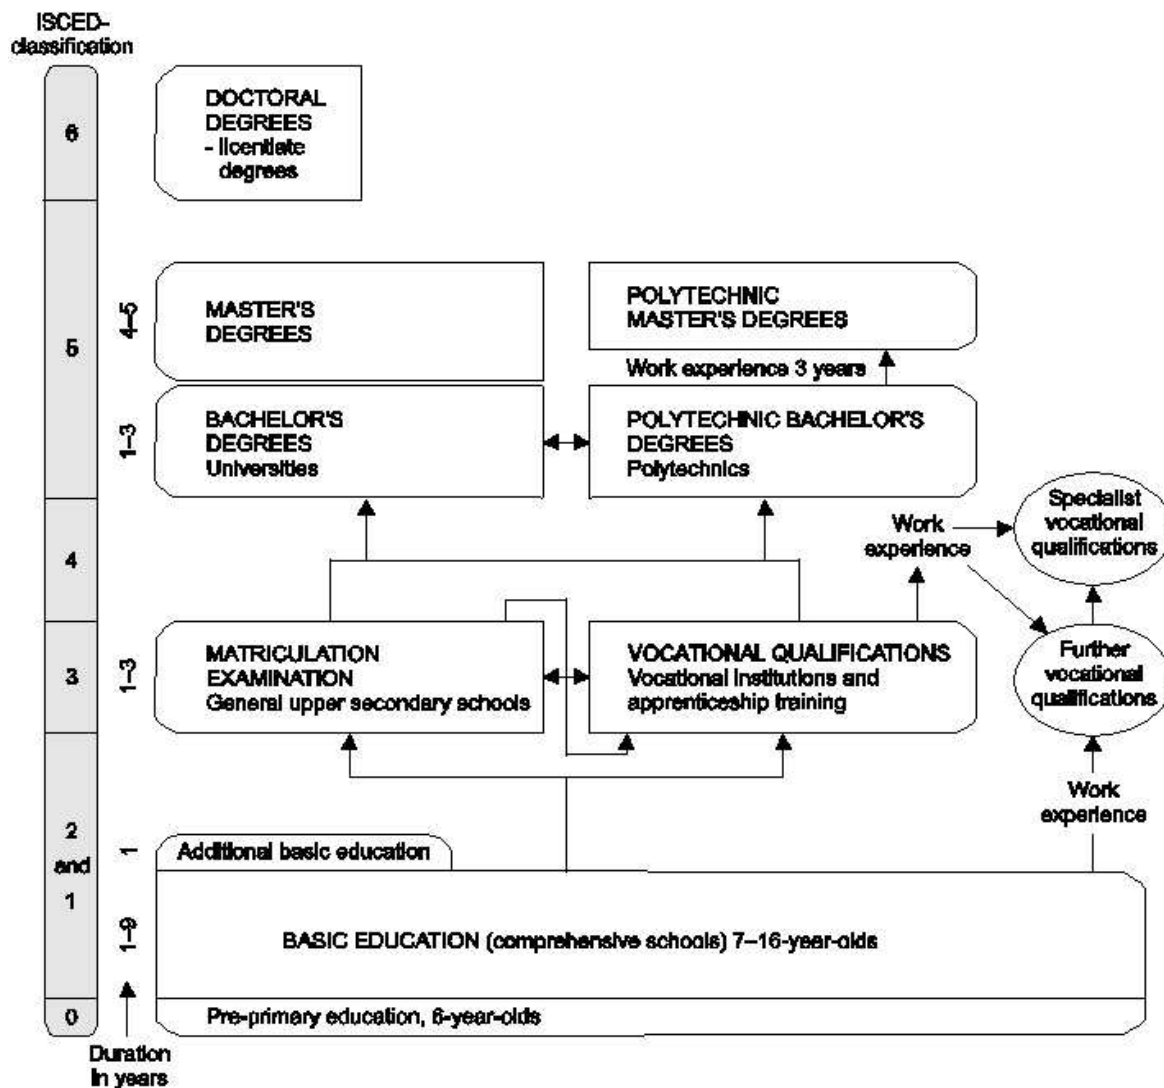 ISCED-
classification
6
DOCTORAL
DEGREES
- licentiate
degrees
5
4–5
MASTER'S
DEGREES
POLYTECHNIC
MASTER'S DEGREES
Work experience 3 years
1–3
BACHELOR'S
DEGREES
Universities
POLYTECHNIC BACHELOR'S
DEGREES
Polytechnics
4
Work
experience
Specialist
vocational
qualifications
3
1–3
MATRICULATION
EXAMINATION
General upper secondary schools
VOCATIONAL QUALIFICATIONS
Vocational institutions and
apprenticeship training
Further
vocational
qualifications
Work
experience
2
and
1
1
Additional basic education
1–9
BASIC EDUCATION (comprehensive schools) 7–16-year-olds
0
Pre-primary education, 6-year-olds
Duration
in years